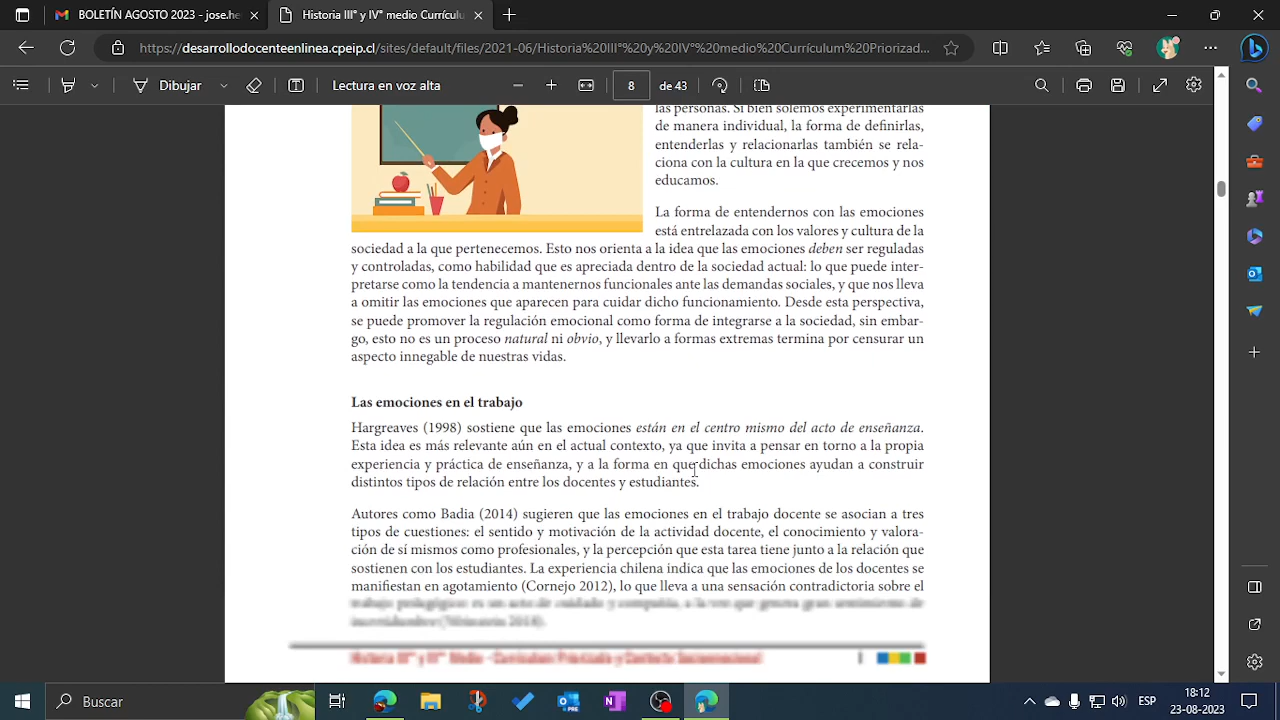 BOLETÍN AGOSTO 2023 - jose.he
Historia IIIº y IVº medio Currículu
https://desarrollodocenteenlinea.cpeip.cl/sites/default/files/2021-06/Historia%20III°%20y%20IV°%20medio%20Currículum%20Priorizad...
Dibujar
Lectura en voz alta
8
de 43
las personas. Si bien solemos experimentarlas
de manera individual, la forma de definirlas,
entenderlas y relacionarlas también se rela-
ciona con la cultura en la que crecemos y nos
educamos.
La forma de entendernos con las emociones
está entrelazada con los valores y cultura de la
sociedad a la que pertenecemos. Esto nos orienta a la idea que las emociones deben ser reguladas
y controladas, como habilidad que es apreciada dentro de la sociedad actual: lo que puede inter-
pretarse como la tendencia a mantenernos funcionales ante las demandas sociales, y que nos lleva
a omitir las emociones que aparecen para cuidar dicho funcionamiento. Desde esta perspectiva,
se puede promover la regulación emocional como forma de integrarse a la sociedad, sin embar-
go, esto no es un proceso natural ni obvio, y llevarlo a formas extremas termina por censurar un
aspecto innegable de nuestras vidas.
Las emociones en el trabajo
Hargreaves (1998) sostiene que las emociones están en el centro mismo del acto de enseñanza.
Esta idea es más relevante aún en el actual contexto, ya que invita a pensar en torno a la propia
experiencia y práctica de enseñanza, y a la forma en que dichas emociones ayudan a construir
distintos tipos de relación entre los docentes y estudiantes.
Autores como Badia (2014) sugieren que las emociones en el trabajo docente se asocian a tres
tipos de cuestiones: el sentido y motivación de la actividad docente, el conocimiento y valora-
ción de sí mismos como profesionales, y la percepción que esta tarea tiene junto a la relación que
sostienen con los estudiantes. La experiencia chilena indica que las emociones de los docentes se
manifiestan en agotamiento (Cornejo 2012), lo que lleva a una sensación contradictoria sobre el
Buscar
ESP
18:12
23-08-2023